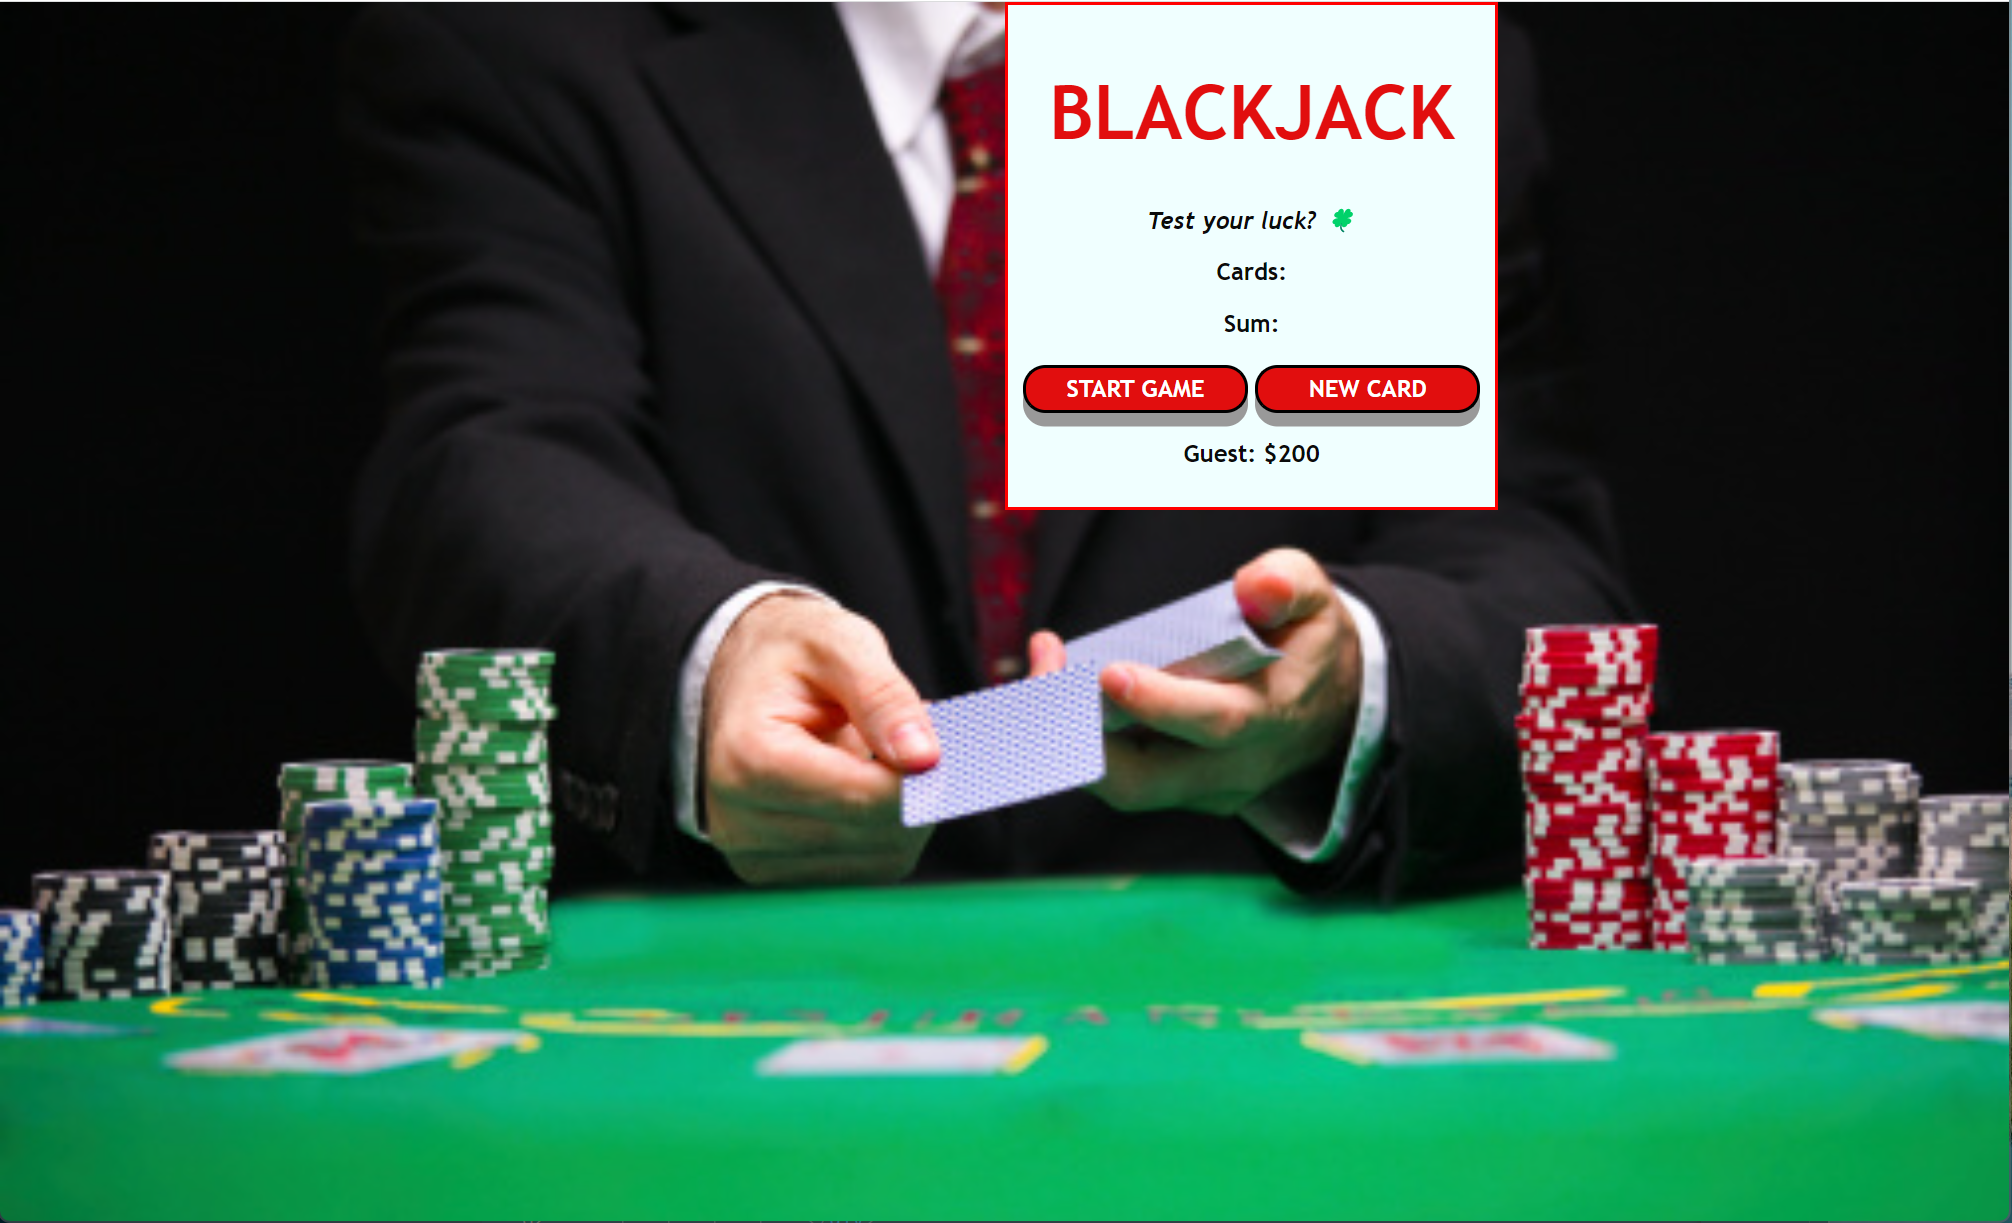 BLACKJACK
Test your luck? 🍀
Cards:
Sum:
START GAME NEW CARD
Guest: $200